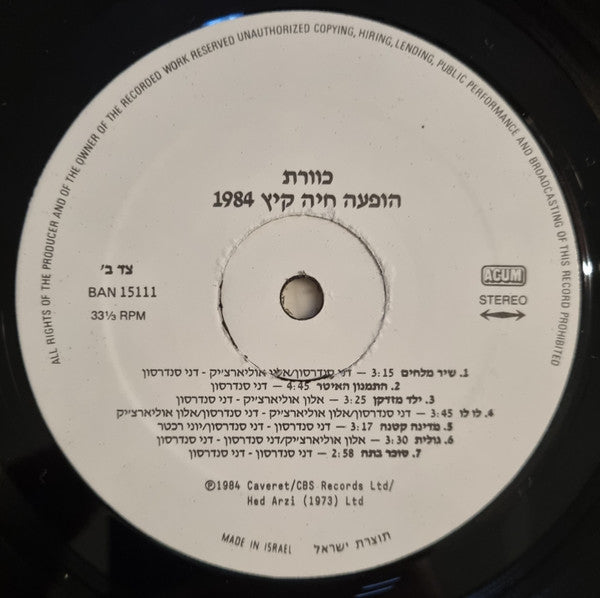 ALL RIGHTS OF THE PRODUCER AND OF THE OWNER OF THE RECORDED WORK RESERVED UNAUTHORIZED COPYING, HIRING, LENDING, PUBLIC PERFORMANCE AND BROADCASTING OF THIS RECORD PROHIBITED
כוורת
הופעה חיה קיץ 1984
צד ב'
BAN 15111
33⅓ RPM
ACUM
STEREO
1. שיר מלחים 3:15 — דני סנדרסון/אלון אוליארצ'יק - דני סנדרסון
2. התמנון האיטר 4:45 — דני סנדרסון
3. ילד מזדקן 3:25 — אלון אוליארצ'יק - דני סנדרסון
4. לו לו 3:45 — דני סנדרסון/אלון אוליארצ'יק - דני סנדרסון/אלון אוליארצ'יק
5. מדינה קטנה 3:17 — דני סנדרסון - דני סנדרסון/יוני רכטר
6. גולית 3:30 — אלון אוליארצ'יק/דני סנדרסון - דני סנדרסון
7. סוכר בתה 2:58 — דני סנדרסון - דני סנדרסון
℗1984 Caveret/CBS Records Ltd/
Hed Arzi (1973) Ltd
MADE IN ISRAEL תוצרת ישראל